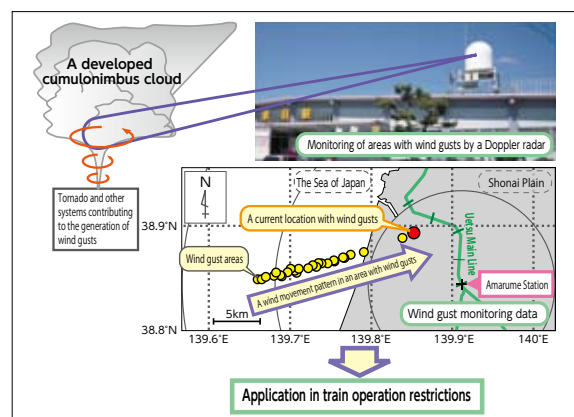 A developed
cumulonimbus cloud
Monitoring of areas with wind gusts by a Doppler radar
Tornado and other
systems contributing
to the generation of
wind gusts
N
The Sea of Japan
Shonai Plain
A current location with wind gusts
38.9°N
Wind gust areas
Uetsu Main Line
A wind movement pattern in an area with wind gusts
Amarume Station
Wind gust monitoring data
5km
38.8°N
139.6°E
139.7°E
139.8°E
139.9°E
140°E
Application in train operation restrictions